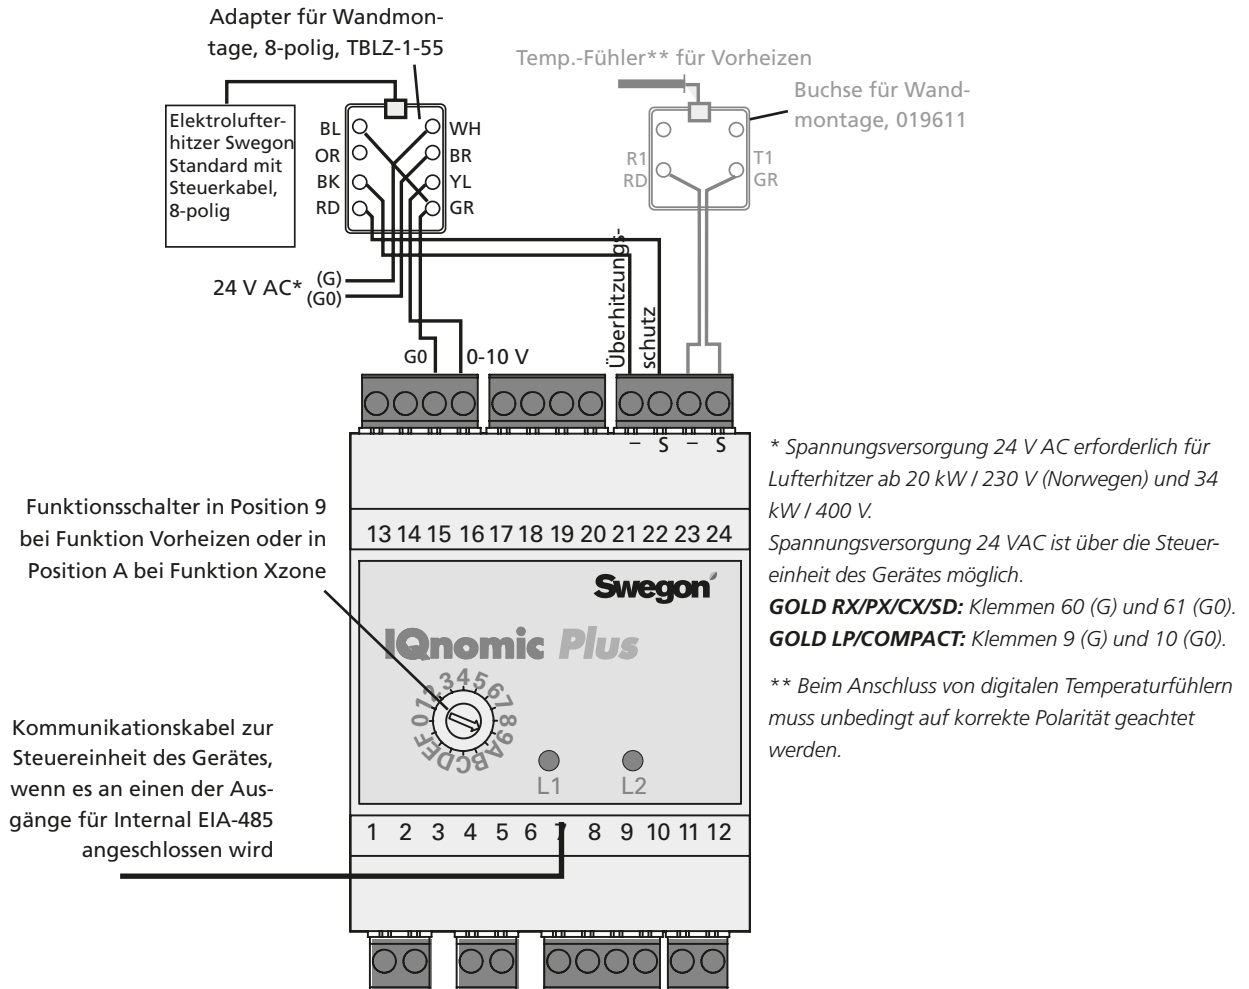 Adapter für Wandmon-
tage, 8-polig, TBLZ-1-55
Temp.-Fühler** für Vorheizen
Buchse für Wand-
montage, 019611
Elektrolufter-
hitzer Swegon
Standard mit
Steuerkabel,
8-polig
BL
WH
OR
BR
BK
YL
RD
GR
R1
RD
T1
GR
24 V AC*
(G)
(G0)
Überhitzungs-
schutz
G0
0-10 V
– S – S
* Spannungsversorgung 24 V AC erforderlich für
Lufterhitzer ab 20 kW / 230 V (Norwegen) und 34
kW / 400 V.
Spannungsversorgung 24 VAC ist über die Steuer-
einheit des Gerätes möglich.
GOLD RX/PX/CX/SD: Klemmen 60 (G) und 61 (G0).
GOLD LP/COMPACT: Klemmen 9 (G) und 10 (G0).
** Beim Anschluss von digitalen Temperaturfühlern
muss unbedingt auf korrekte Polarität geachtet
werden.
Funktionsschalter in Position 9
bei Funktion Vorheizen oder in
Position A bei Funktion Xzone
13 14 15 16 17 18 19 20 21 22 23 24
Swegon
IQnomic Plus
0 1 2 3 4 5 6 7 8 9 A B C D E F
L1
L2
Kommunikationskabel zur
Steuereinheit des Gerätes,
wenn es an einen der Aus-
gänge für Internal EIA-485
angeschlossen wird
1 2 3 4 5 6 7 8 9 10 11 12